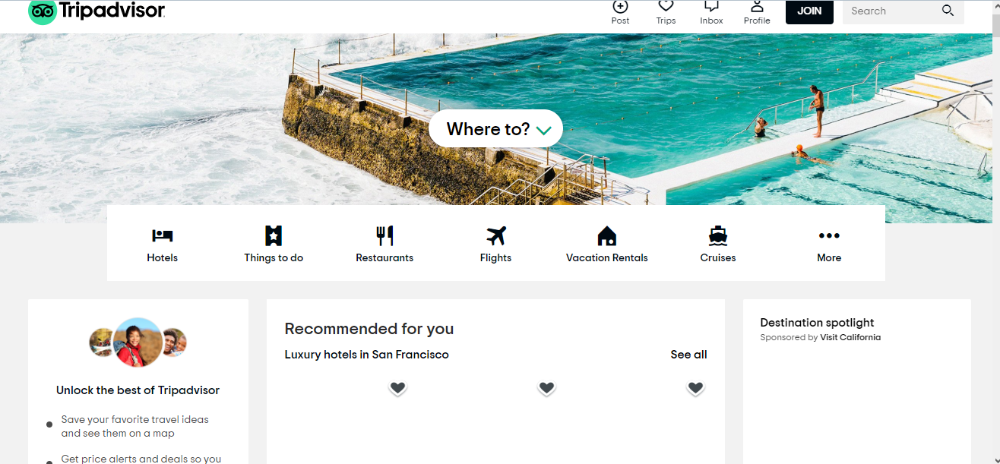 Tripadvisor
Post
Trips
Inbox
Profile
JOIN
Search
Where to?
Hotels
Things to do
Restaurants
Flights
Vacation Rentals
Cruises
More
Unlock the best of Tripadvisor
Save your favorite travel ideas
and see them on a map
Get price alerts and deals so you
Recommended for you
Luxury hotels in San Francisco
See all
Destination spotlight
Sponsored by Visit California